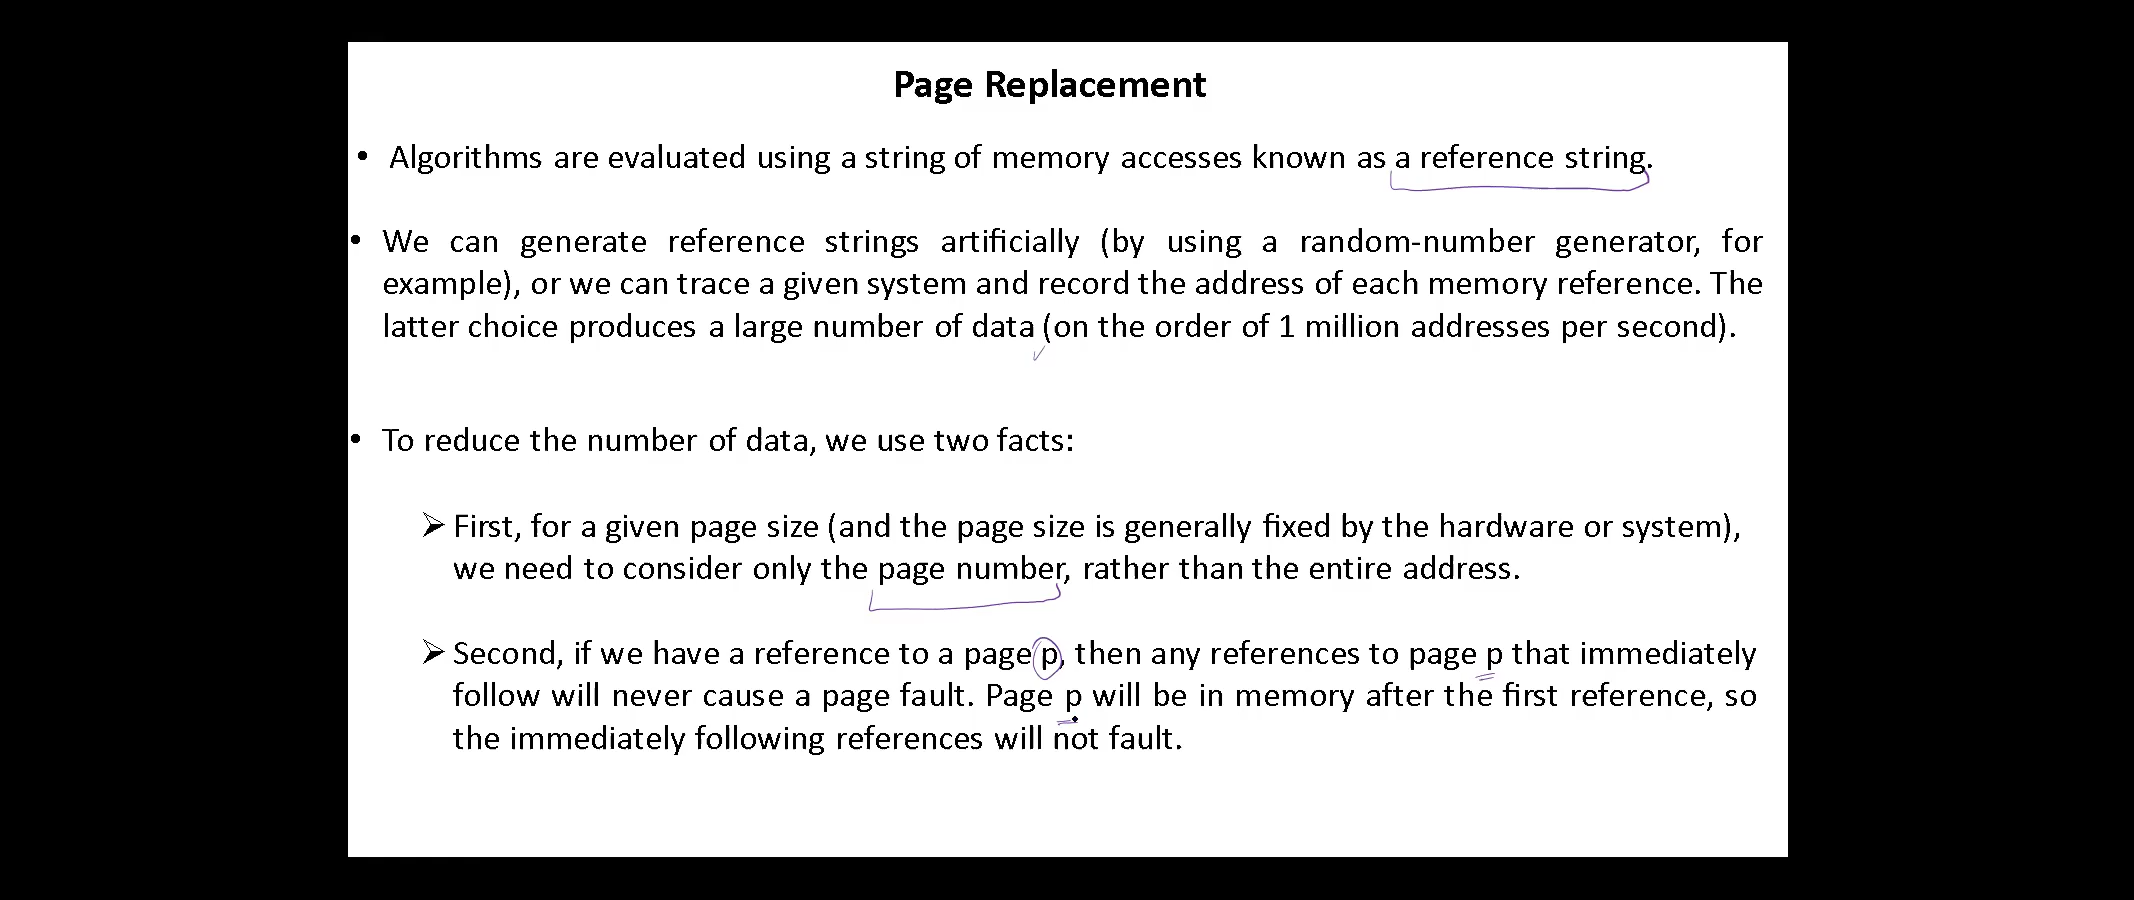 Page Replacement
• Algorithms are evaluated using a string of memory accesses known as a reference string.
• We can generate reference strings artificially (by using a random-number generator, for
example), or we can trace a given system and record the address of each memory reference. The
latter choice produces a large number of data (on the order of 1 million addresses per second).
• To reduce the number of data, we use two facts:
➢ First, for a given page size (and the page size is generally fixed by the hardware or system),
we need to consider only the page number, rather than the entire address.
➢ Second, if we have a reference to a page p, then any references to page p that immediately
follow will never cause a page fault. Page p will be in memory after the first reference, so
the immediately following references will not fault.